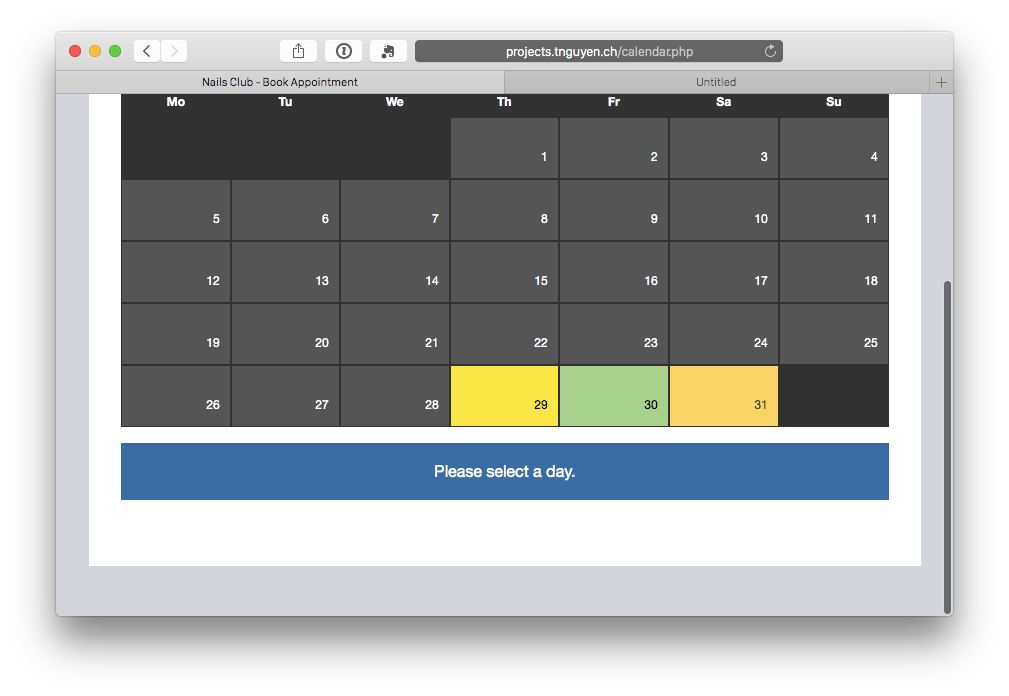 projects.tnguyen.ch/calendar.php
Nails Club - Book Appointment
Untitled
Mo Tu We Th Fr Sa Su
1 2 3 4
5 6 7 8 9 10 11
12 13 14 15 16 17 18
19 20 21 22 23 24 25
26 27 28 29 30 31
Please select a day.